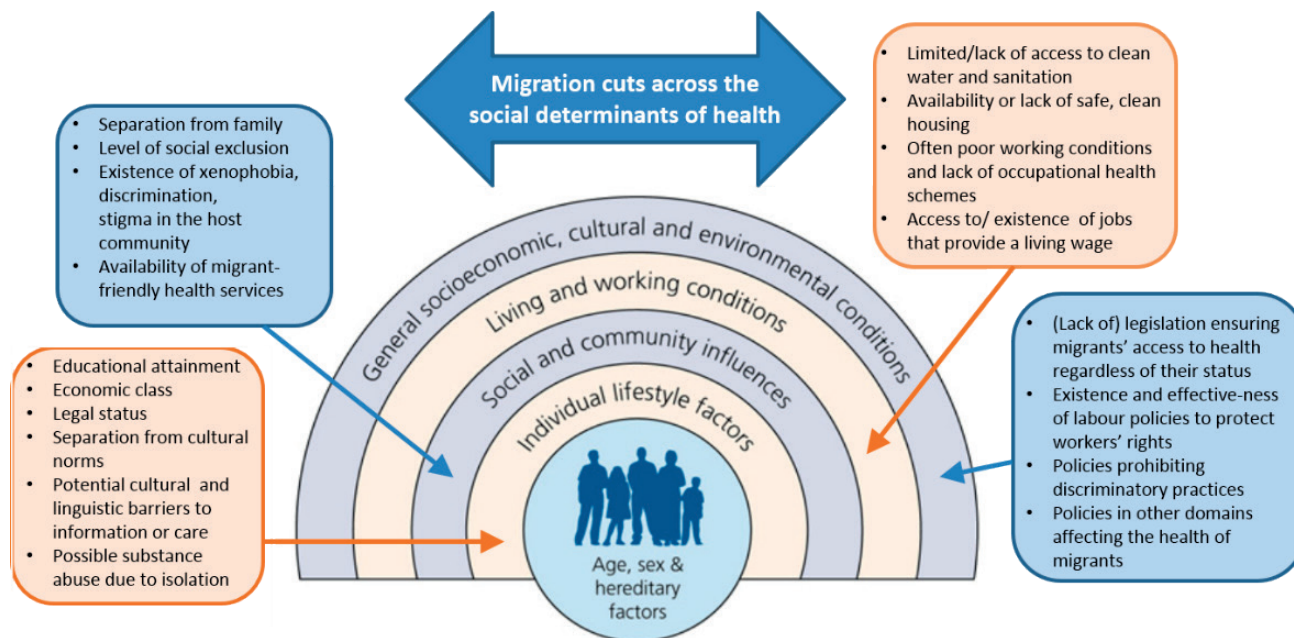 Migration cuts across the
social determinants of health
• Separation from family
• Level of social exclusion
• Existence of xenophobia,
discrimination,
stigma in the host
community
• Availability of migrant-
friendly health services
• Limited/lack of access to clean
water and sanitation
• Availability or lack of safe, clean
housing
• Often poor working conditions
and lack of occupational health
schemes
• Access to/ existence of jobs
that provide a living wage
• Educational attainment
• Economic class
• Legal status
• Separation from cultural
norms
• Potential cultural and
linguistic barriers to
information or care
• Possible substance
abuse due to isolation
• (Lack of) legislation ensuring
migrants’ access to health
regardless of their status
• Existence and effective-ness
of labour policies to protect
workers’ rights
• Policies prohibiting
discriminatory practices
• Policies in other domains
affecting the health of
migrants
General socioeconomic, cultural and environmental conditions
Living and working conditions
Social and community influences
Individual lifestyle factors
Age, sex &
hereditary
factors